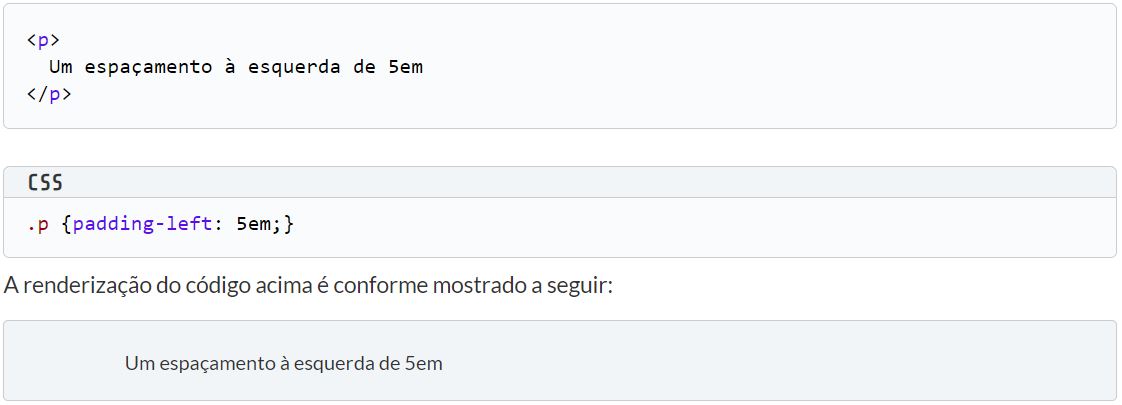 <p>
Um espaçamento à esquerda de 5em
</p>
CSS
.p {padding-left: 5em;}
A renderização do código acima é conforme mostrado a seguir:
Um espaçamento à esquerda de 5em